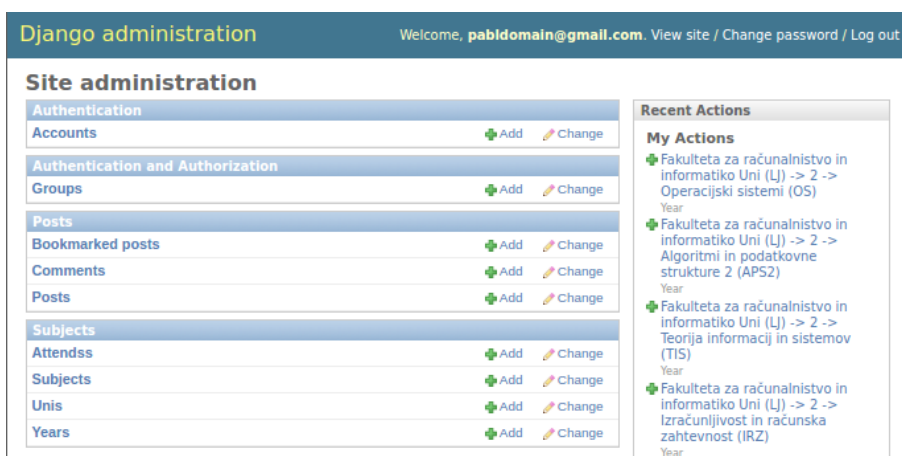 Django administration
Welcome, pabldomain@gmail.com. View site / Change password / Log out
Site administration
Authentication
Accounts Add Change
Authentication and Authorization
Groups Add Change
Posts
Bookmarked posts Add Change
Comments Add Change
Posts Add Change
Subjects
Attendss Add Change
Subjects Add Change
Unis Add Change
Years Add Change
Recent Actions
My Actions
Fakulteta za računalnistvo in
informatiko Uni (LJ) -> 2 ->
Operacijski sistemi (OS)
Year
Fakulteta za računalnistvo in
informatiko Uni (LJ) -> 2 ->
Algoritmi in podatkovne
strukture 2 (APS2)
Year
Fakulteta za računalnistvo in
informatiko Uni (LJ) -> 2 ->
Teorija informacij in sistemov
(TIS)
Year
Fakulteta za računalnistvo in
informatiko Uni (LJ) -> 2 ->
Izračunljivost in računska
zahtevnost (IRZ)
Year